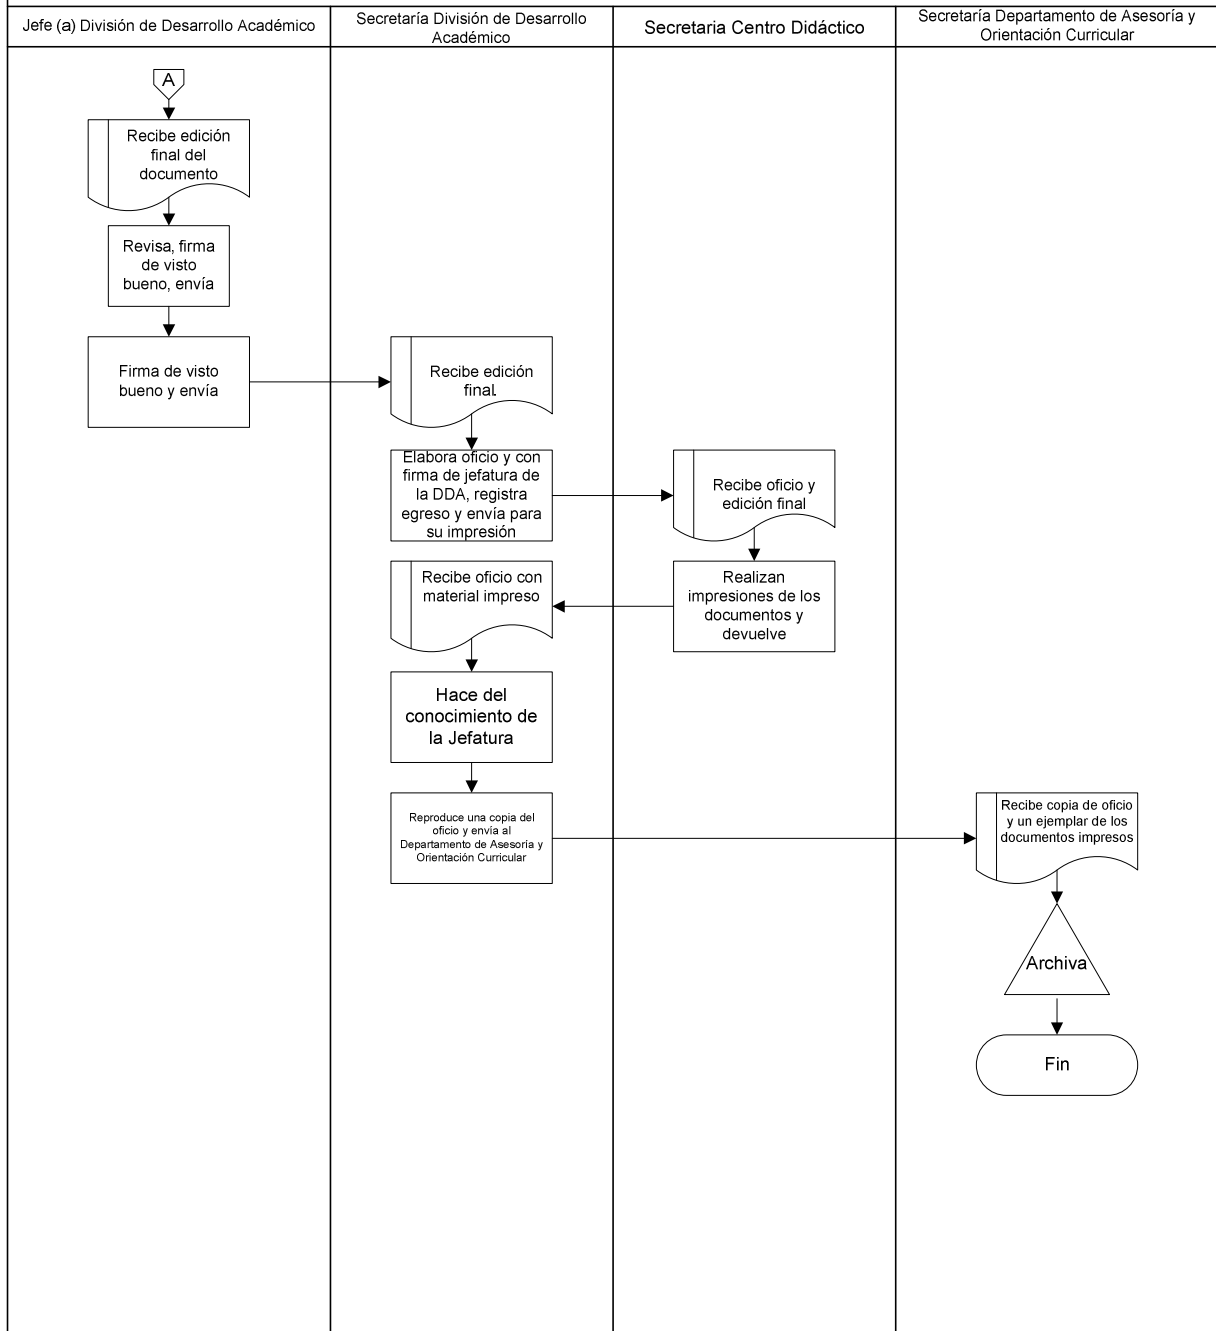 Jefe (a) División de Desarrollo Académico
Secretaría División de Desarrollo
Académico
Secretaria Centro Didáctico
Secretaría Departamento de Asesoría y
Orientación Curricular
A
Recibe edición
final del
documento
Revisa, firma
de visto
bueno, envía
Firma de visto
bueno y envía
Recibe edición
final.
Elabora oficio y con
firma de jefatura de
la DDA, registra
egreso y envía para
su impresión
Recibe oficio y
edición final
Realizan
impresiones de los
documentos y
devuelve
Recibe oficio con
material impreso
Hace del
conocimiento de
la Jefatura
Reproduce una copia del
oficio y envía al
Departamento de Asesoría y
Orientación Curricular
Recibe copia de oficio
y un ejemplar de los
documentos impresos
Archiva
Fin